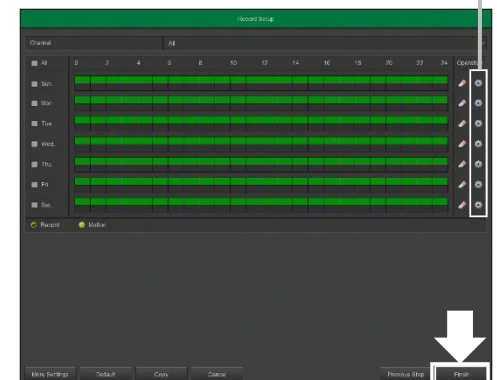 Record Setup
Channel All
All 0 2 4 6 8 10 12 14 16 18 20 22 24 Operation
Sun.
Mon.
Tue.
Wed.
Thu.
Fri.
Sat.
Record Motion
More Settings Default Copy Cancel Previous Step Finish